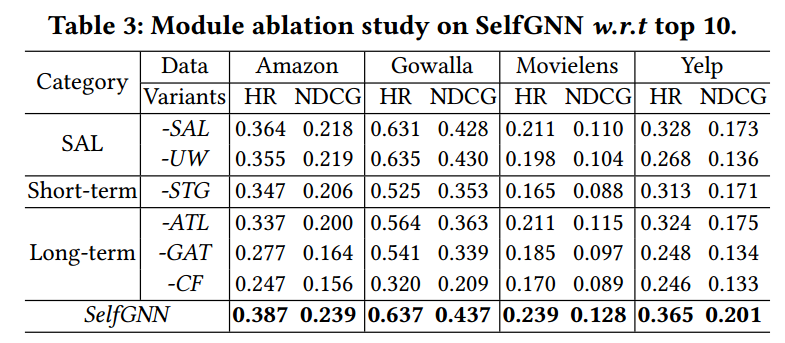 Table 3: Module ablation study on SelfGNN w.r.t top 10.
Category Data Amazon Gowalla Movielens Yelp
Variants HR NDCG HR NDCG HR NDCG HR NDCG
SAL -SAL 0.364 0.218 0.631 0.428 0.211 0.110 0.328 0.173
-UW 0.355 0.219 0.635 0.430 0.198 0.104 0.268 0.136
Short-term -STG 0.347 0.206 0.525 0.353 0.165 0.088 0.313 0.171
Long-term -ATL 0.337 0.200 0.564 0.363 0.211 0.115 0.324 0.175
-GAT 0.277 0.164 0.541 0.339 0.185 0.097 0.248 0.134
-CF 0.247 0.156 0.320 0.209 0.170 0.089 0.246 0.133
SelfGNN 0.387 0.239 0.637 0.437 0.239 0.128 0.365 0.201